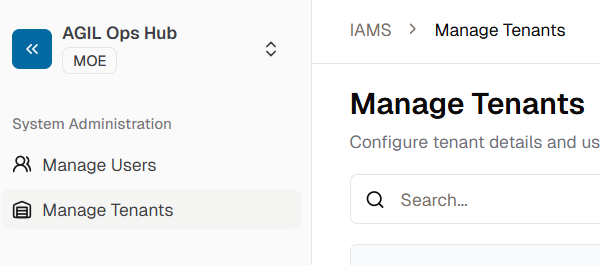 AGIL Ops Hub
MOE
System Administration
Manage Users
Manage Tenants
IAMS > Manage Tenants
Manage Tenants
Configure tenant details and us
Search...